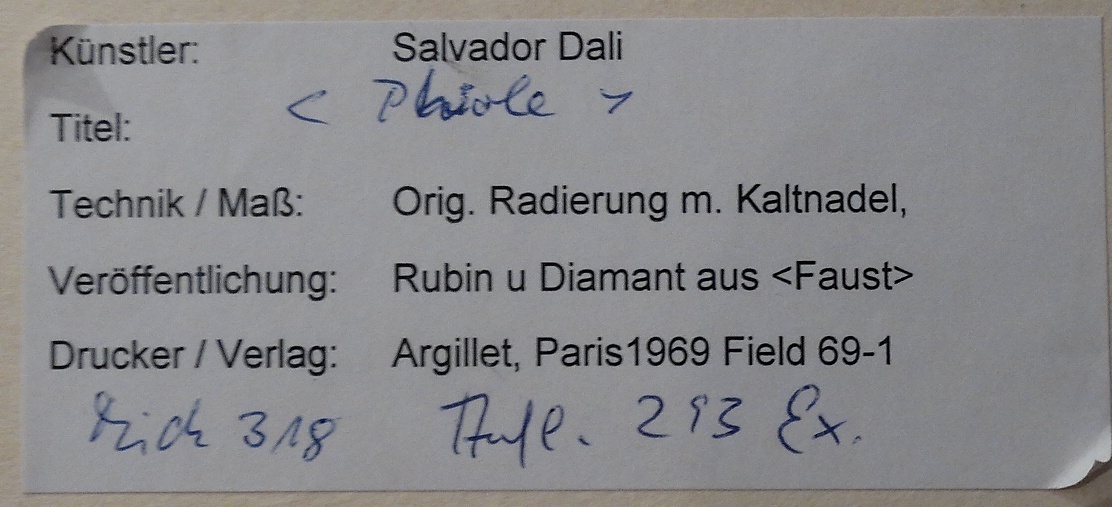 Künstler: Salvador Dali
< Phiole >
Titel:
Technik / Maß: Orig. Radierung m. Kaltnadel,
Veröffentlichung: Rubin u Diamant aus <Faust>
Drucker / Verlag: Argillet, Paris1969 Field 69-1
318 Aufl. 293 Ex.